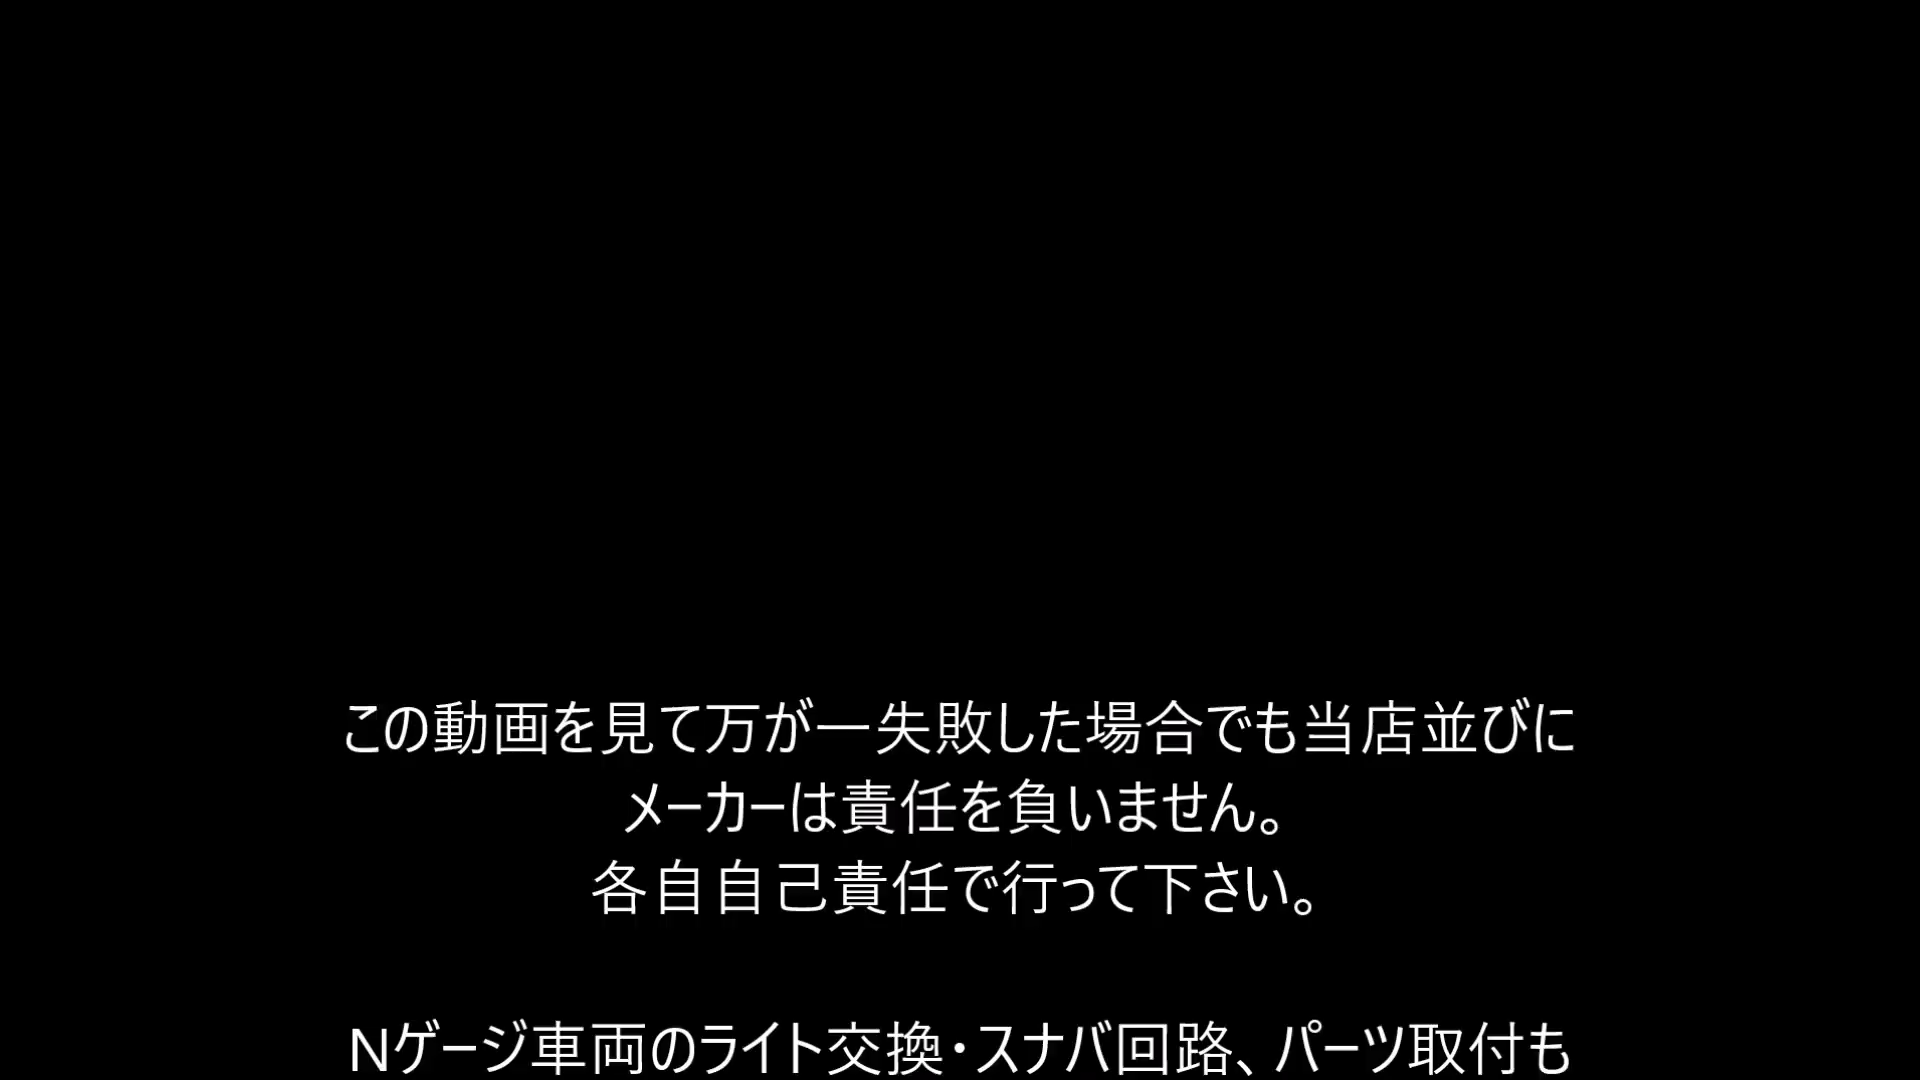 この動画を見て万が一失敗した場合でも当店並びに
メーカーは責任を負いません。
各自自己責任で行って下さい。
Nゲージ車両のライト交換・スナバ回路、パーツ取付も